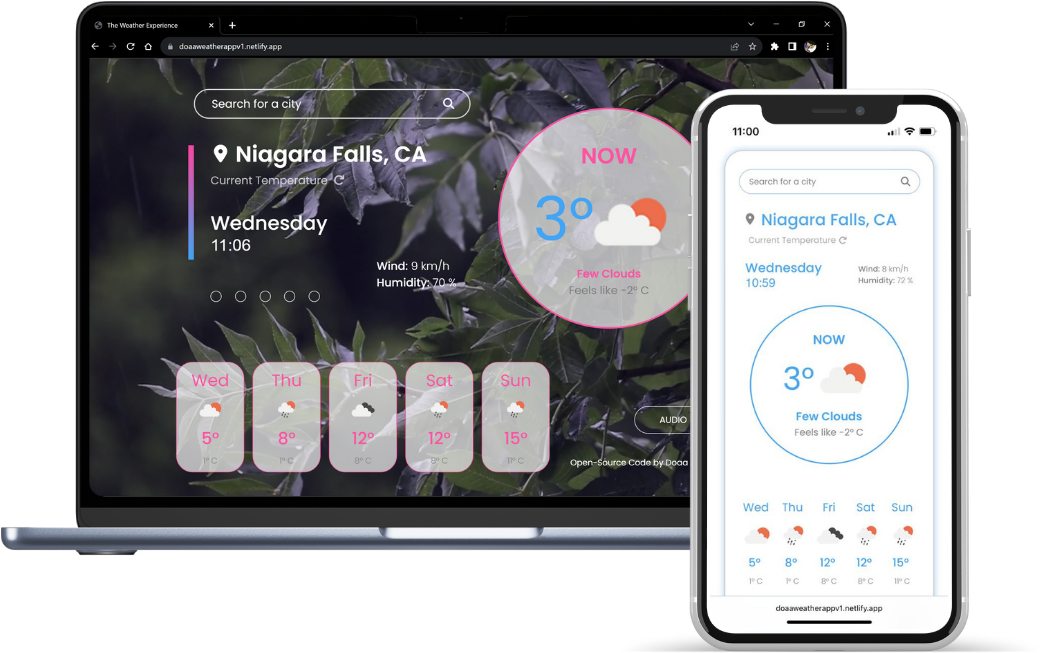 The Weather Experience
doaaweatherappv1.netlify.app
Search for a city
Niagara Falls, CA
Current Temperature
Wednesday
11:06
Wind: 9 km/h
Humidity: 70 %
NOW
3°
Few Clouds
Feels like -2° C
Wed Thu Fri Sat Sun
5° 8° 12° 12° 15°
1° C 1° C 8° C 8° C 11° C
AUDIO
Open-Source Code by Doaa
11:00
Search for a city
Niagara Falls, CA
Current Temperature
Wednesday
10:59
Wind: 8 km/h
Humidity: 72 %
NOW
3°
Few Clouds
Feels like -2° C
Wed Thu Fri Sat Sun
5° 8° 12° 12° 15°
1° C 1° C 8° C 8° C 11° C
doaaweatherappv1.netlify.app